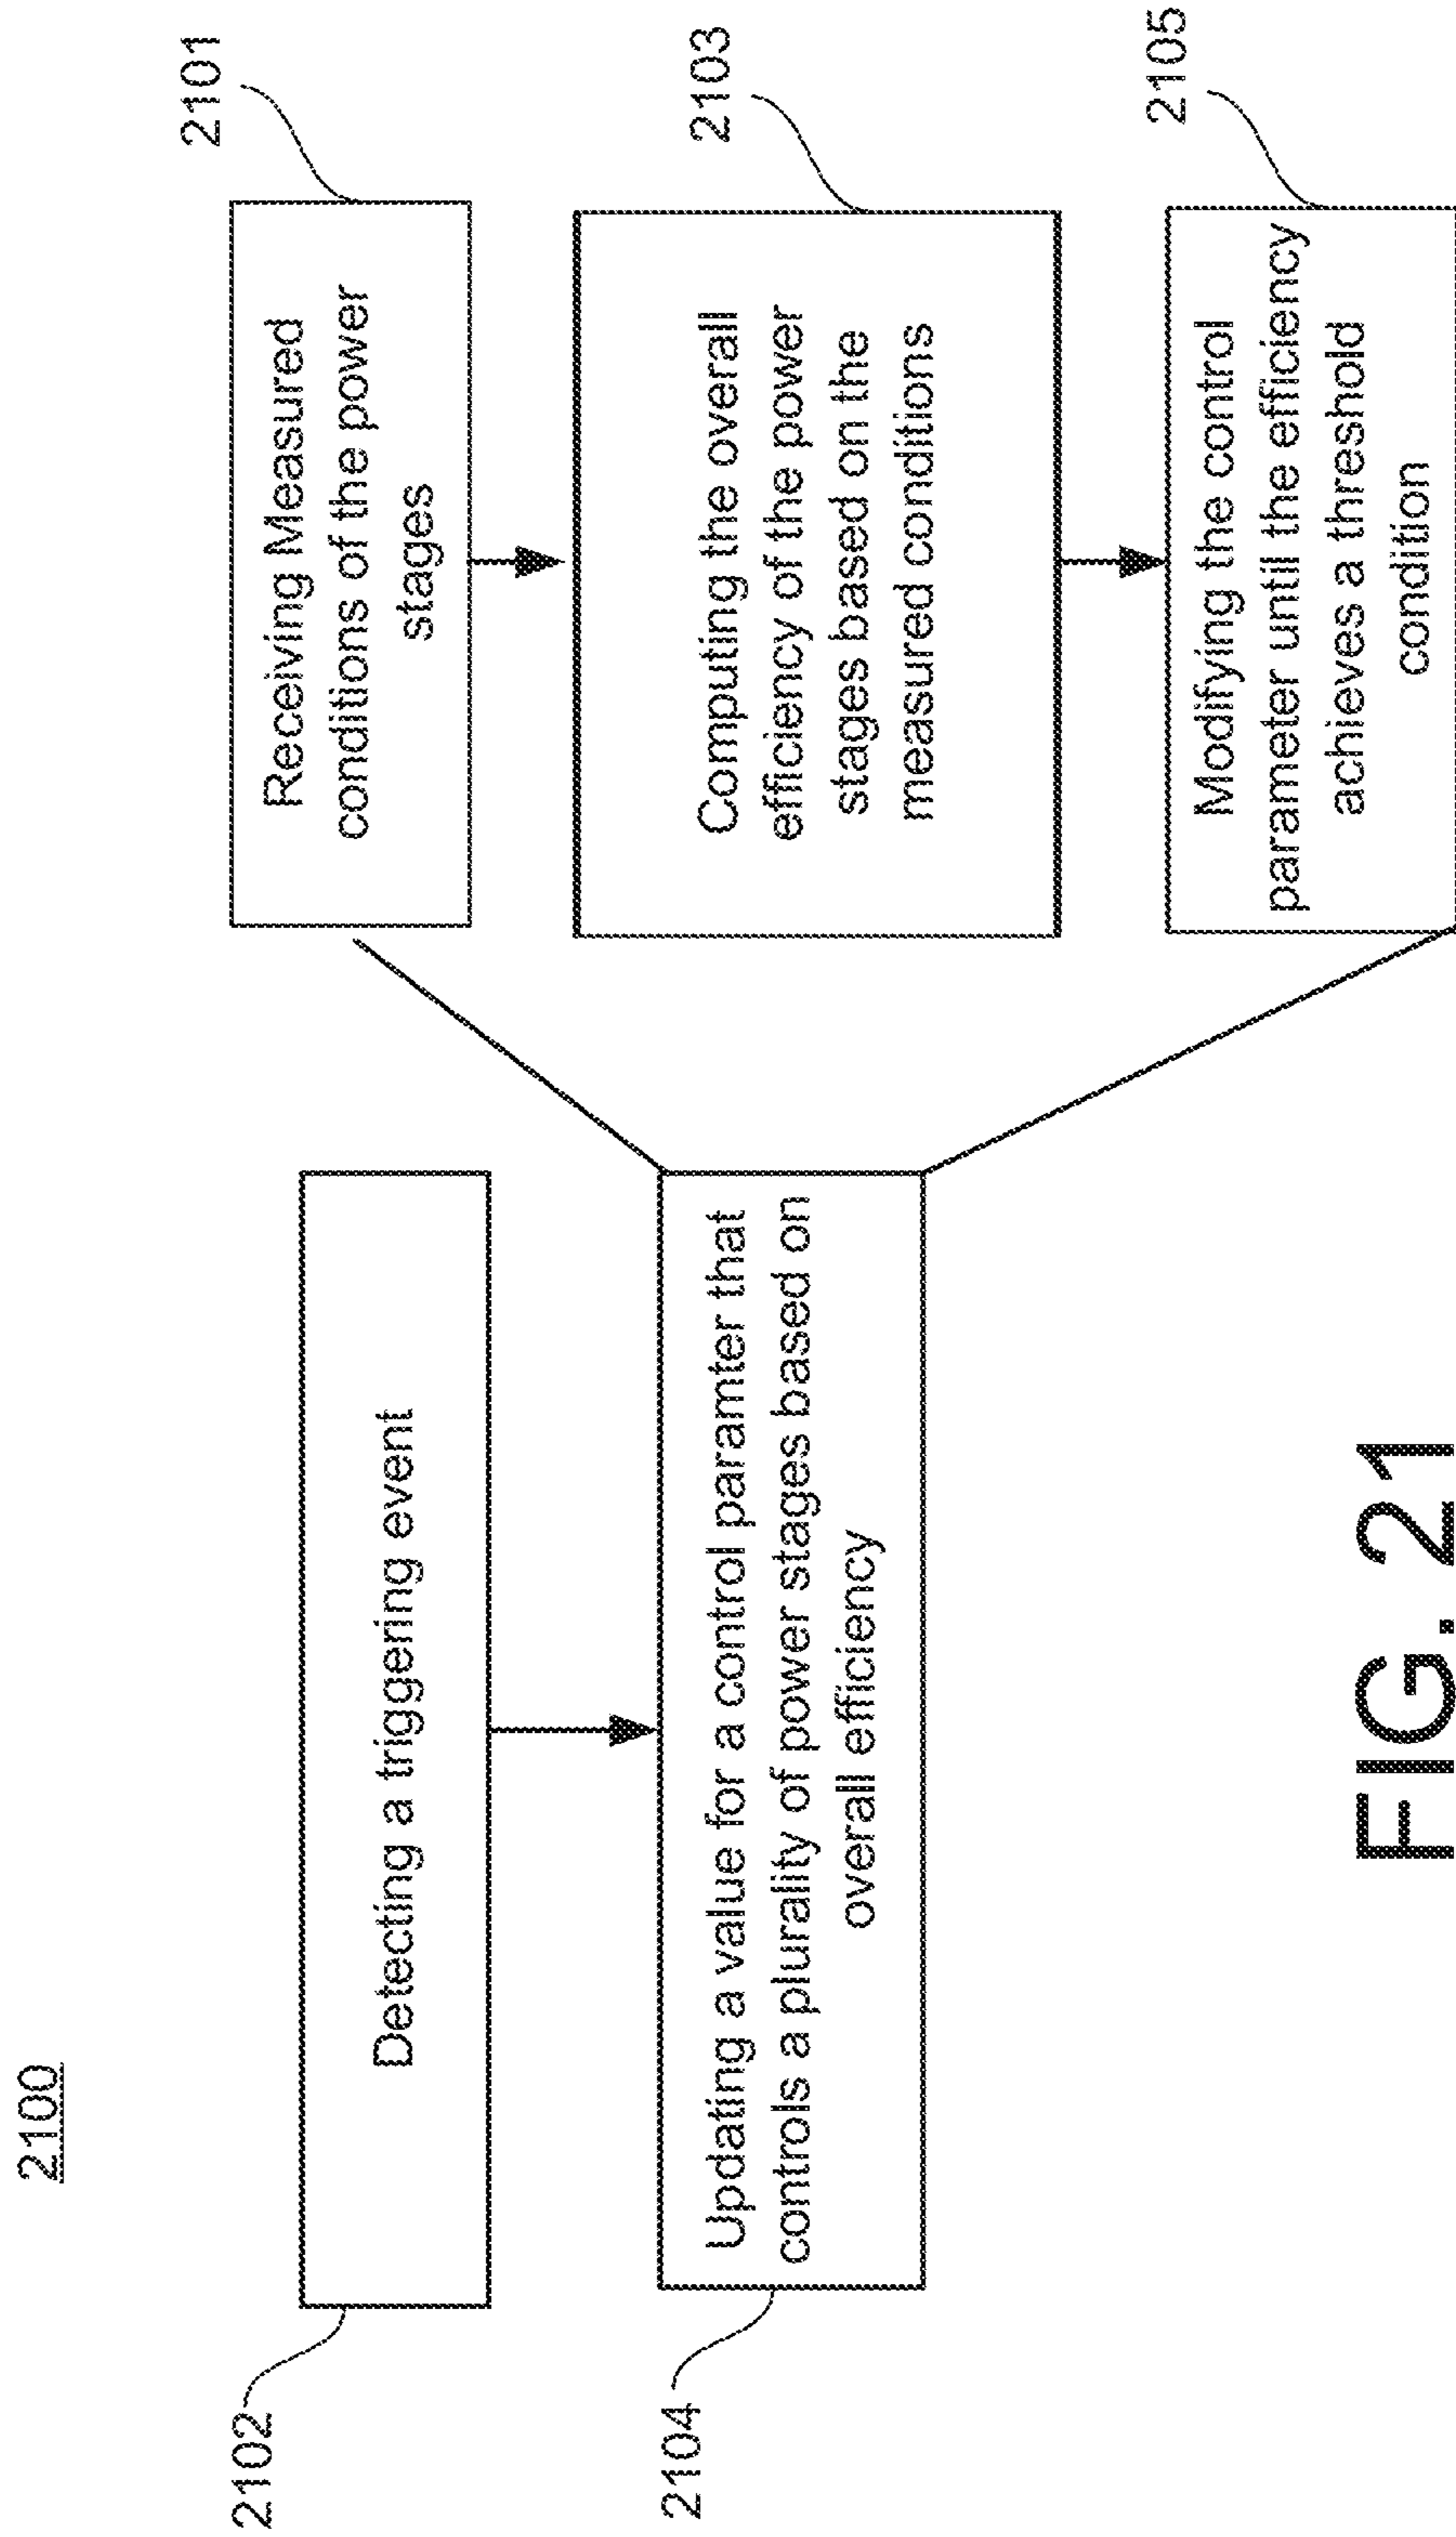 2100
2102
Detecting a triggering event
2104
Updating a value for a control paramter that
controls a plurality of power stages based on
overall efficiency
2101
Receiving Measured
conditions of the power
stages
2103
Computing the overall
efficiency of the power
stages based on the
measured conditions
2105
Modifying the control
parameter until the efficiency
achieves a threshold
condition
FIG. 21